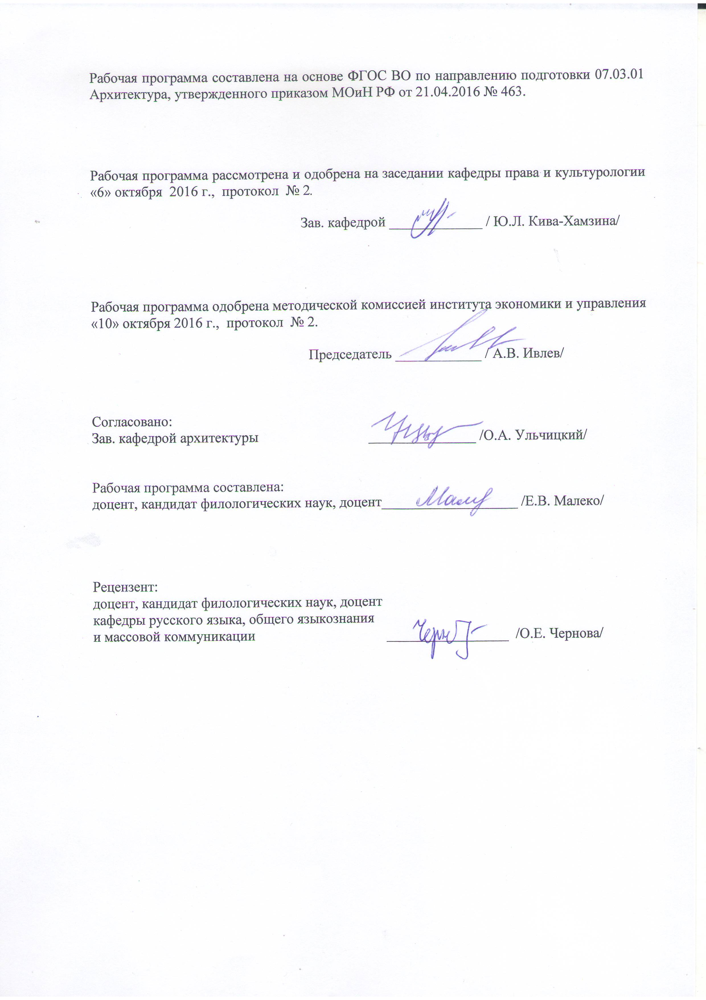 Рабочая программа составлена на основе ФГОС ВО по направлению подготовки 07.03.01
Архитектура, утвержденного приказом МОиН РФ от 21.04.2016 № 463.
Рабочая программа рассмотрена и одобрена на заседании кафедры права и культурологии
«6» октября 2016 г., протокол № 2.
Зав. кафедрой ______________ / Ю.Л. Кива-Хамзина/
Рабочая программа одобрена методической комиссией института экономики и управления
«10» октября 2016 г., протокол № 2.
Председатель _____________ / А.В. Ивлев/
Согласовано:
Зав. кафедрой архитектуры ________________ /О.А. Ульчицкий/
Рабочая программа составлена:
доцент, кандидат филологических наук, доцент____________________ /Е.В. Малеко/
Рецензент:
доцент, кандидат филологических наук, доцент
кафедры русского языка, общего языкознания
и массовой коммуникации __________________ /О.Е. Чернова/